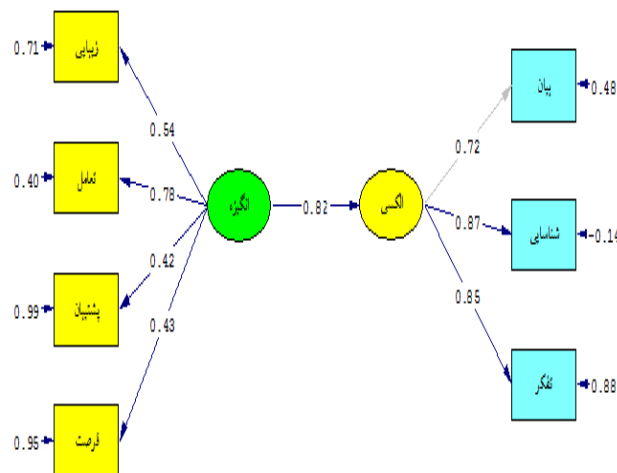 0.71
زیبایی
0.54
0.40
تعامل
0.78
0.99
پشتیبان
0.42
0.95
فرصت
0.43
انگیزه
0.82
الکسی
0.72
بیان
0.48
0.87
شناسایی
-0.14
0.85
تفکر
0.88